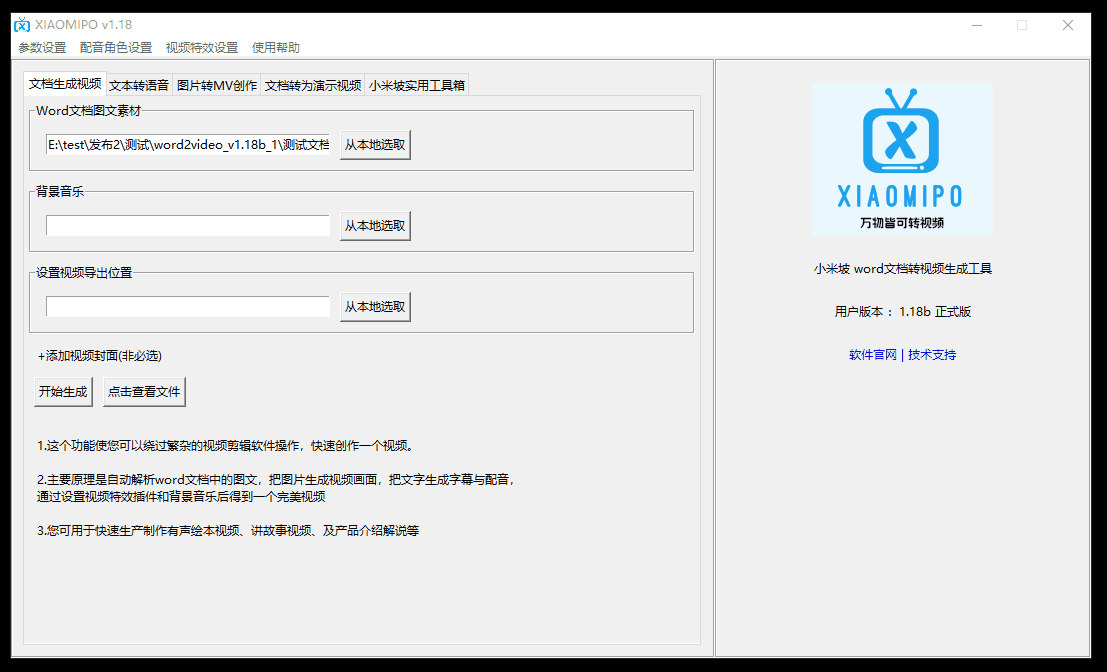 XIAOMIPO v1.18
参数设置 配音角色设置 视频特效设置 使用帮助
文档生成视频 文本转语音 图片转MV创作 文档转为演示视频 小米坡实用工具箱
Word文档图文素材
E:\test\发布2\测试\word2video_v1.18b_1\测试文档 从本地选取
背景音乐
从本地选取
设置视频导出位置
从本地选取
+添加视频封面(非必选)
开始生成 点击查看文件
1.这个功能使您可以绕过繁杂的视频剪辑软件操作，快速创作一个视频。
2.主要原理是自动解析word文档中的图文，把图片生成视频画面，把文字生成字幕与配音，
通过设置视频特效插件和背景音乐后得到一个完美视频
3.您可用于快速生产制作有声绘本视频、讲故事视频、及产品介绍解说等
XIAOMIPO
万物皆可转视频
小米坡 word文档转视频生成工具
用户版本 ：1.18b 正式版
软件官网 | 技术支持